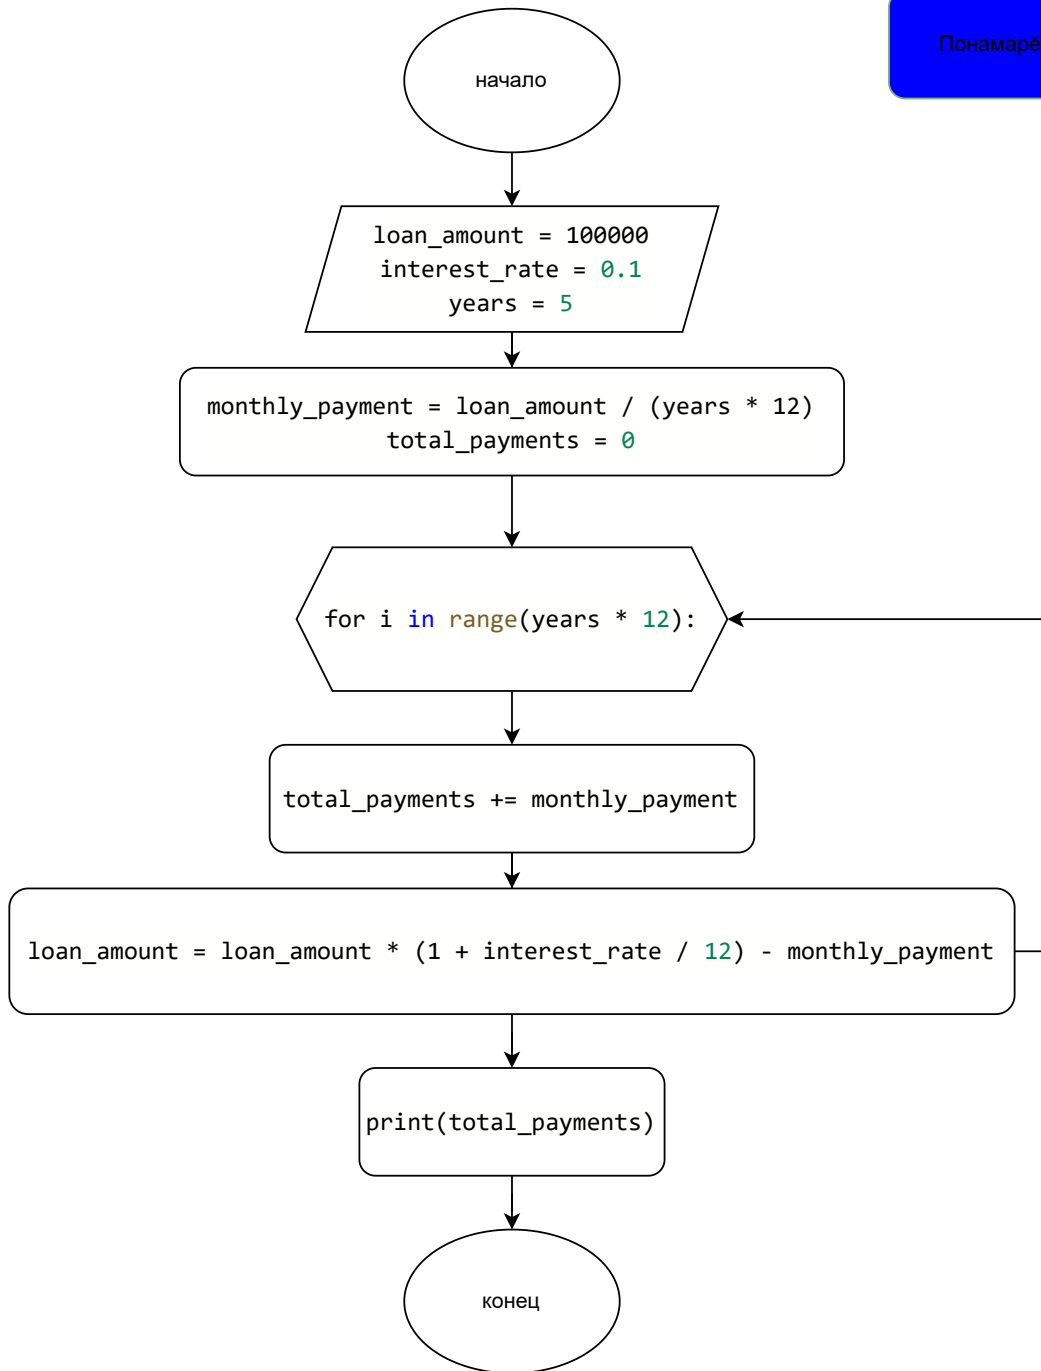 начало
Понамарё
loan_amount = 100000
interest_rate = 0.1
years = 5
monthly_payment = loan_amount / (years * 12)
total_payments = 0
for i in range(years * 12):
total_payments += monthly_payment
loan_amount = loan_amount * (1 + interest_rate / 12) - monthly_payment
print(total_payments)
конец